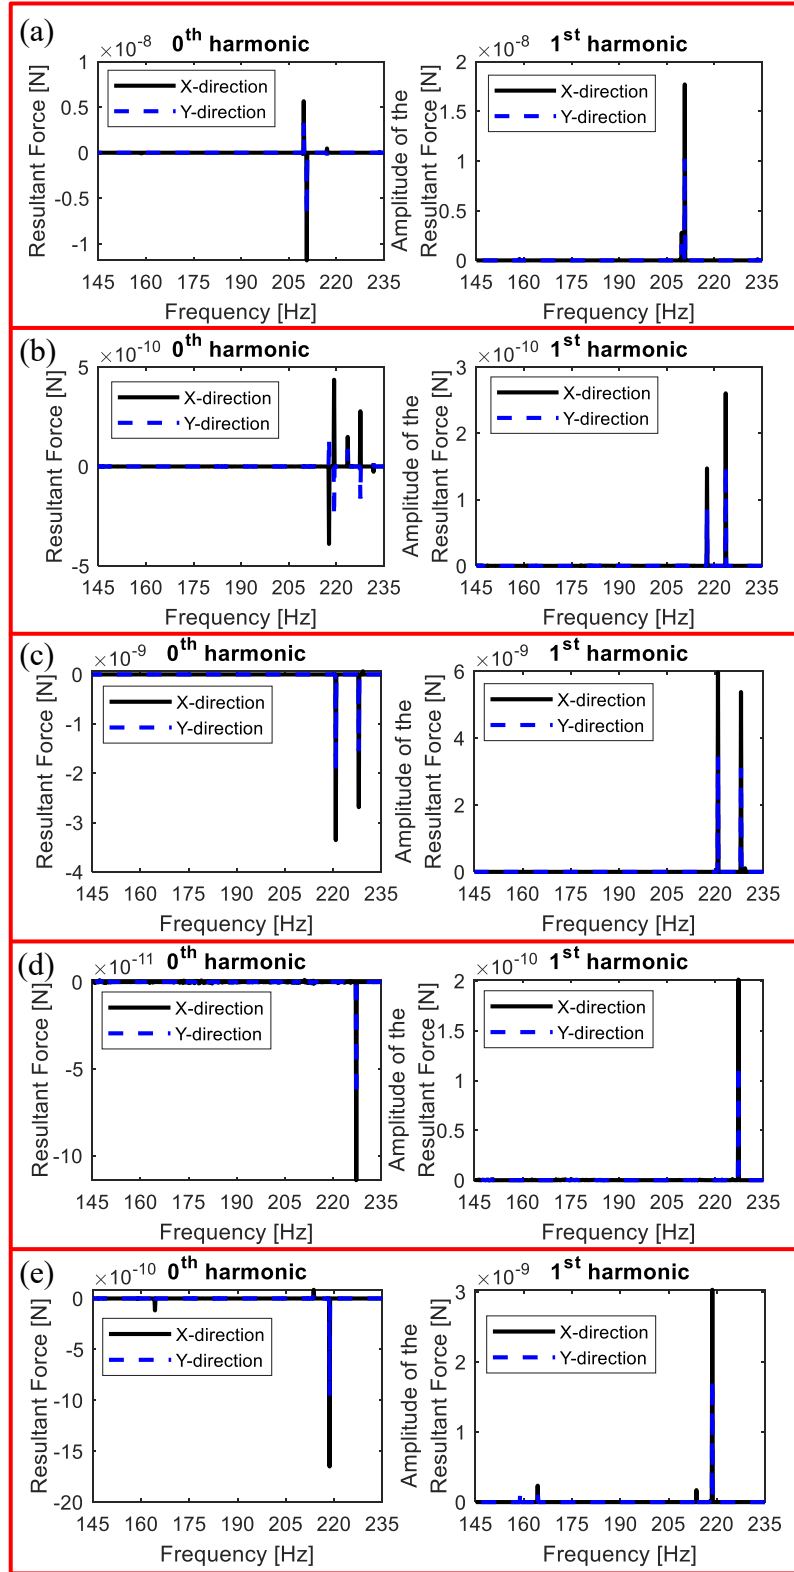 (a)
×10⁻⁸ 0ᵗʰ harmonic
Resultant Force [N]
1
0.5
0
-0.5
-1
X-direction
Y-direction
145 160 175 190 205 220 235
Frequency [Hz]
×10⁻⁸ 1ˢᵗ harmonic
Amplitude of the
Resultant Force [N]
2
1.5
1
0.5
0
X-direction
Y-direction
145 160 175 190 205 220 235
Frequency [Hz]
(b)
×10⁻¹⁰ 0ᵗʰ harmonic
Resultant Force [N]
5
0
-5
X-direction
Y-direction
145 160 175 190 205 220 235
Frequency [Hz]
×10⁻¹⁰ 1ˢᵗ harmonic
Amplitude of the
Resultant Force [N]
3
2
1
0
X-direction
Y-direction
145 160 175 190 205 220 235
Frequency [Hz]
(c)
×10⁻⁹ 0ᵗʰ harmonic
Resultant Force [N]
0
-1
-2
-3
-4
X-direction
Y-direction
145 160 175 190 205 220 235
Frequency [Hz]
×10⁻⁹ 1ˢᵗ harmonic
Amplitude of the
Resultant Force [N]
6
4
2
0
X-direction
Y-direction
145 160 175 190 205 220 235
Frequency [Hz]
(d)
×10⁻¹¹ 0ᵗʰ harmonic
Resultant Force [N]
0
-5
-10
X-direction
Y-direction
145 160 175 190 205 220 235
Frequency [Hz]
×10⁻¹⁰ 1ˢᵗ harmonic
Amplitude of the
Resultant Force [N]
2
1.5
1
0.5
0
X-direction
Y-direction
145 160 175 190 205 220 235
Frequency [Hz]
(e)
×10⁻¹⁰ 0ᵗʰ harmonic
Resultant Force [N]
0
-5
-10
-15
-20
X-direction
Y-direction
145 160 175 190 205 220 235
Frequency [Hz]
×10⁻⁹ 1ˢᵗ harmonic
Amplitude of the
Resultant Force [N]
3
2
1
0
X-direction
Y-direction
145 160 175 190 205 220 235
Frequency [Hz]